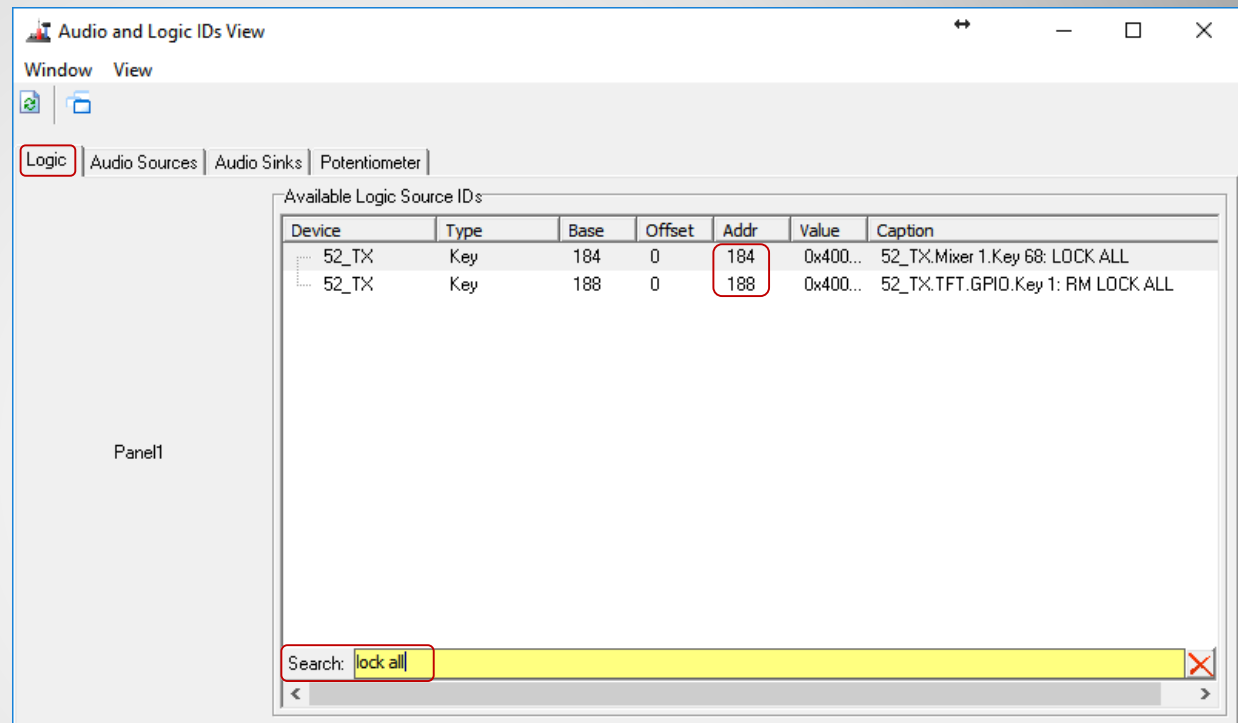 Audio and Logic IDs View
Window View
Logic Audio Sources Audio Sinks Potentiometer
Available Logic Source IDs
Device Type Base Offset Addr Value Caption
52_TX Key 184 0 184 0x400... 52_TX.Mixer 1.Key 68: LOCK ALL
52_TX Key 188 0 188 0x400... 52_TX.TFT.GPIO.Key 1: RM LOCK ALL
Panel1
Search: lock all